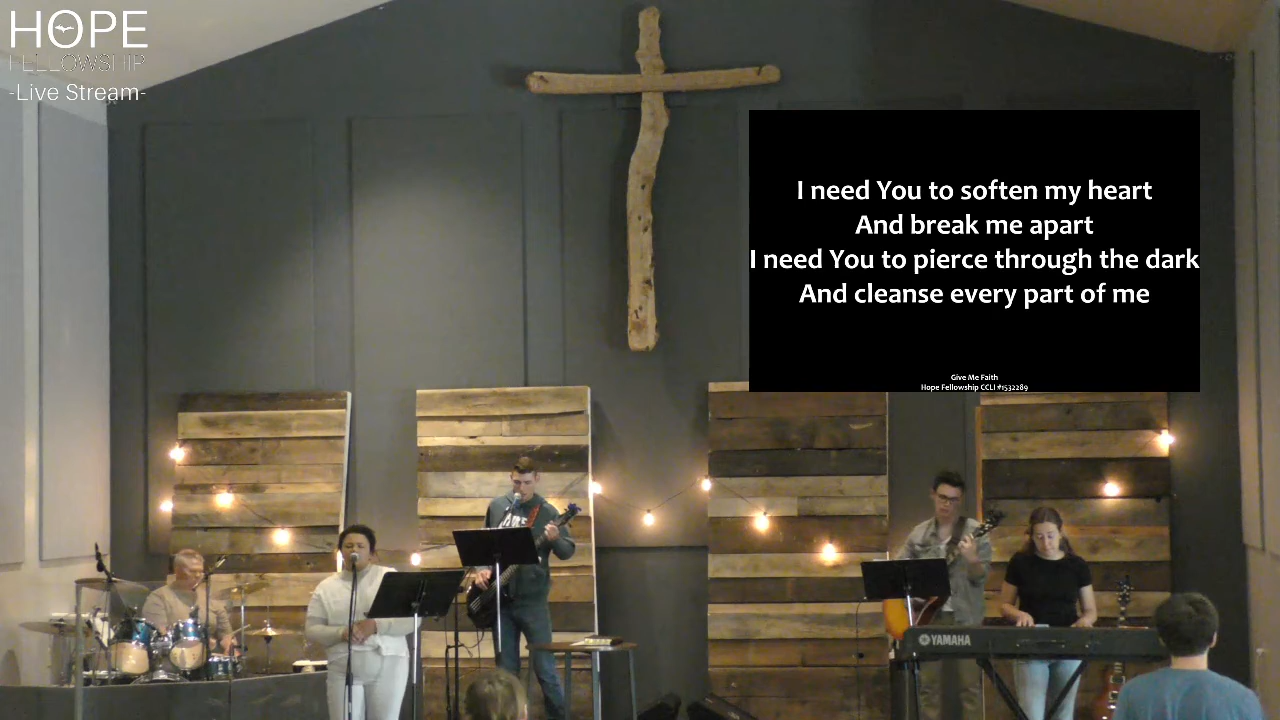 HOPE
FELLOWSHIP
-Live Stream-
I need You to soften my heart
And break me apart
I need You to pierce through the dark
And cleanse every part of me
Give Me Faith
Hope Fellowship CCLI #1532289
YAMAHA